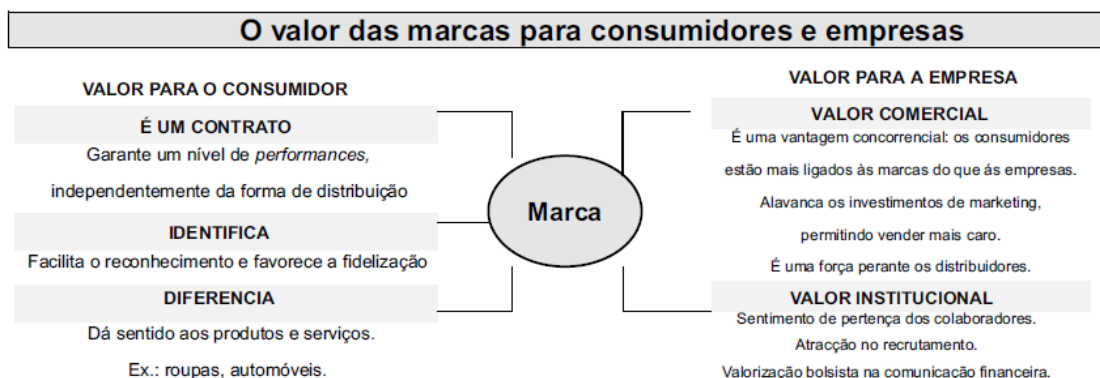 O valor das marcas para consumidores e empresas
VALOR PARA O CONSUMIDOR
É UM CONTRATO
Garante um nível de performances,
independentemente da forma de distribuição
IDENTIFICA
Facilita o reconhecimento e favorece a fidelização
DIFERENCIA
Dá sentido aos produtos e serviços.
Ex.: roupas, automóveis.
Marca
VALOR PARA A EMPRESA
VALOR COMERCIAL
É uma vantagem concorrencial: os consumidores
estão mais ligados às marcas do que ás empresas.
Alavanca os investimentos de marketing,
permitindo vender mais caro.
É uma força perante os distribuidores.
VALOR INSTITUCIONAL
Sentimento de pertença dos colaboradores.
Atracção no recrutamento.
Valorização bolsista na comunicação financeira.